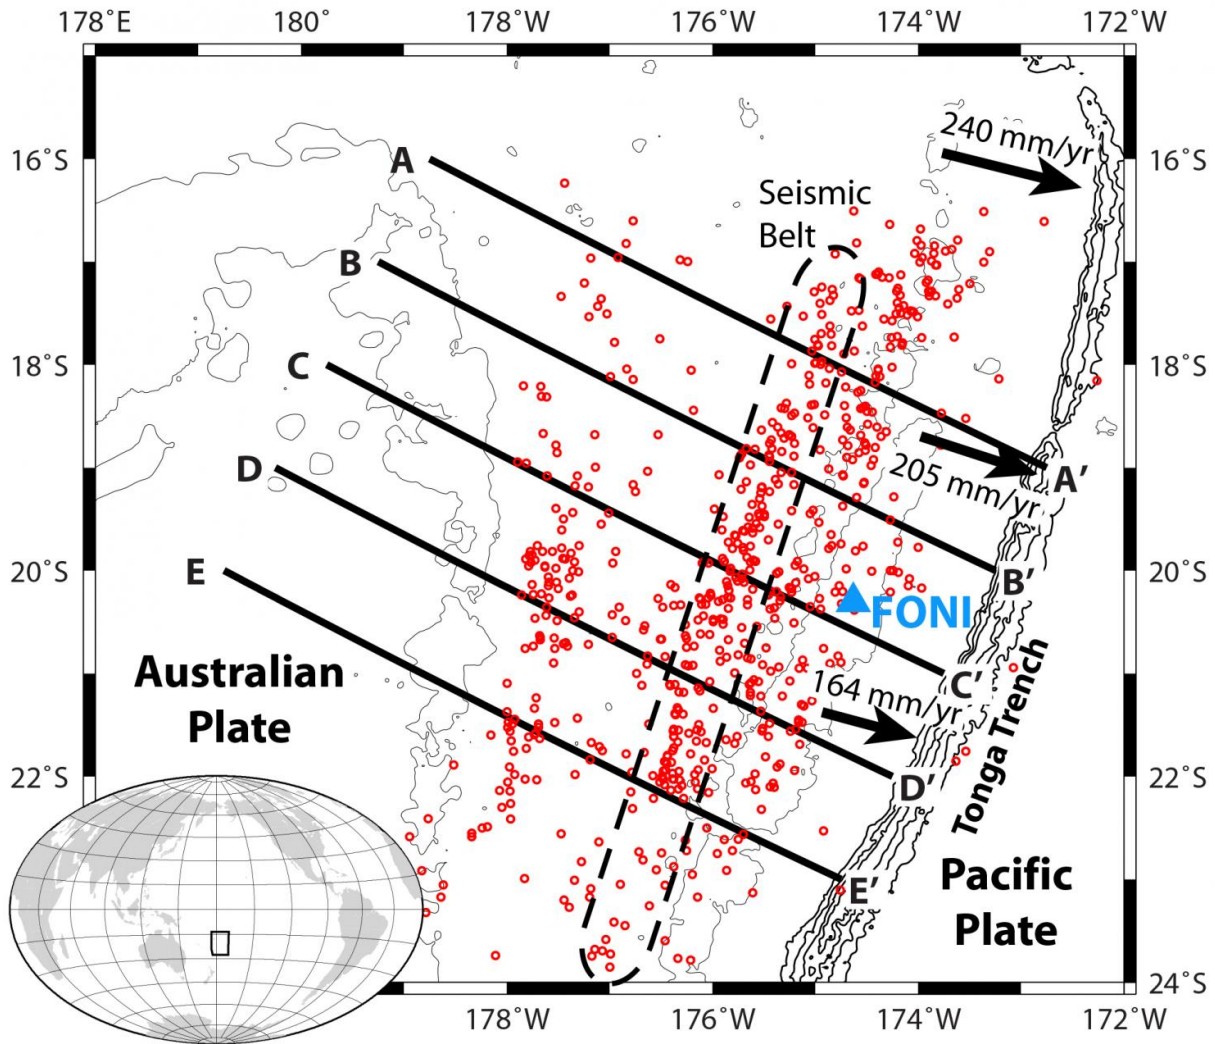 178˚E 180˚ 178˚W 176˚W 174˚W 172˚W
240 mm/yr
16˚S A 16˚S
Seismic
Belt
B
18˚S C 18˚S
D 205 mm/yr A’
20˚S E B’ 20˚S
FONI
Australian
Plate
C’
164 mm/yr
Tonga Trench
22˚S D’ 22˚S
Pacific
Plate
E’
24˚S
178˚W 176˚W 174˚W 172˚W